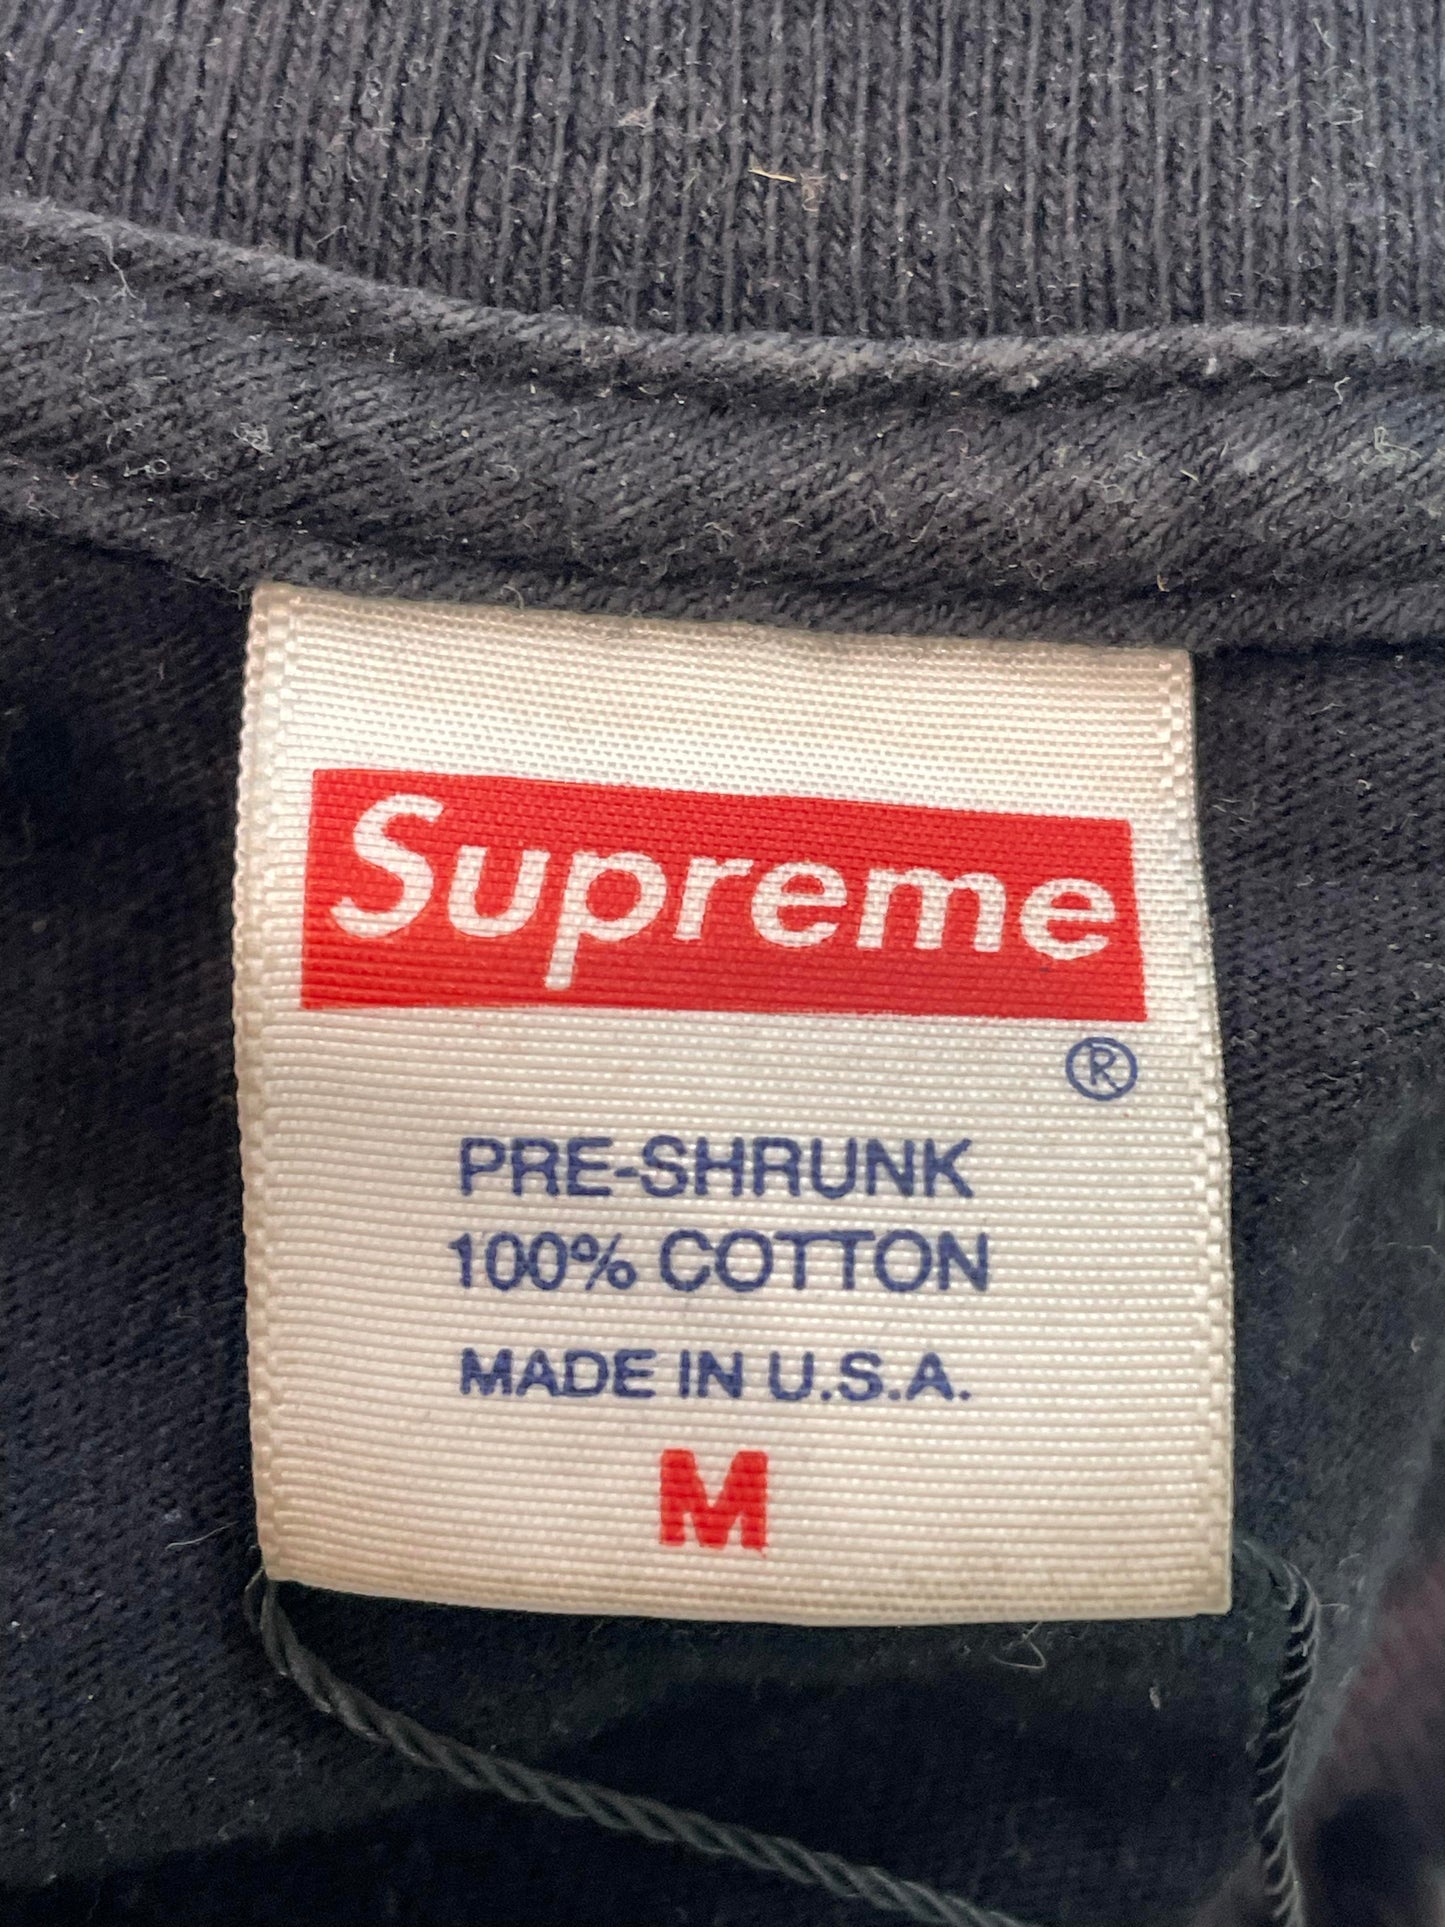 Supreme
®
PRE-SHRUNK
100% COTTON
MADE IN U.S.A.
M